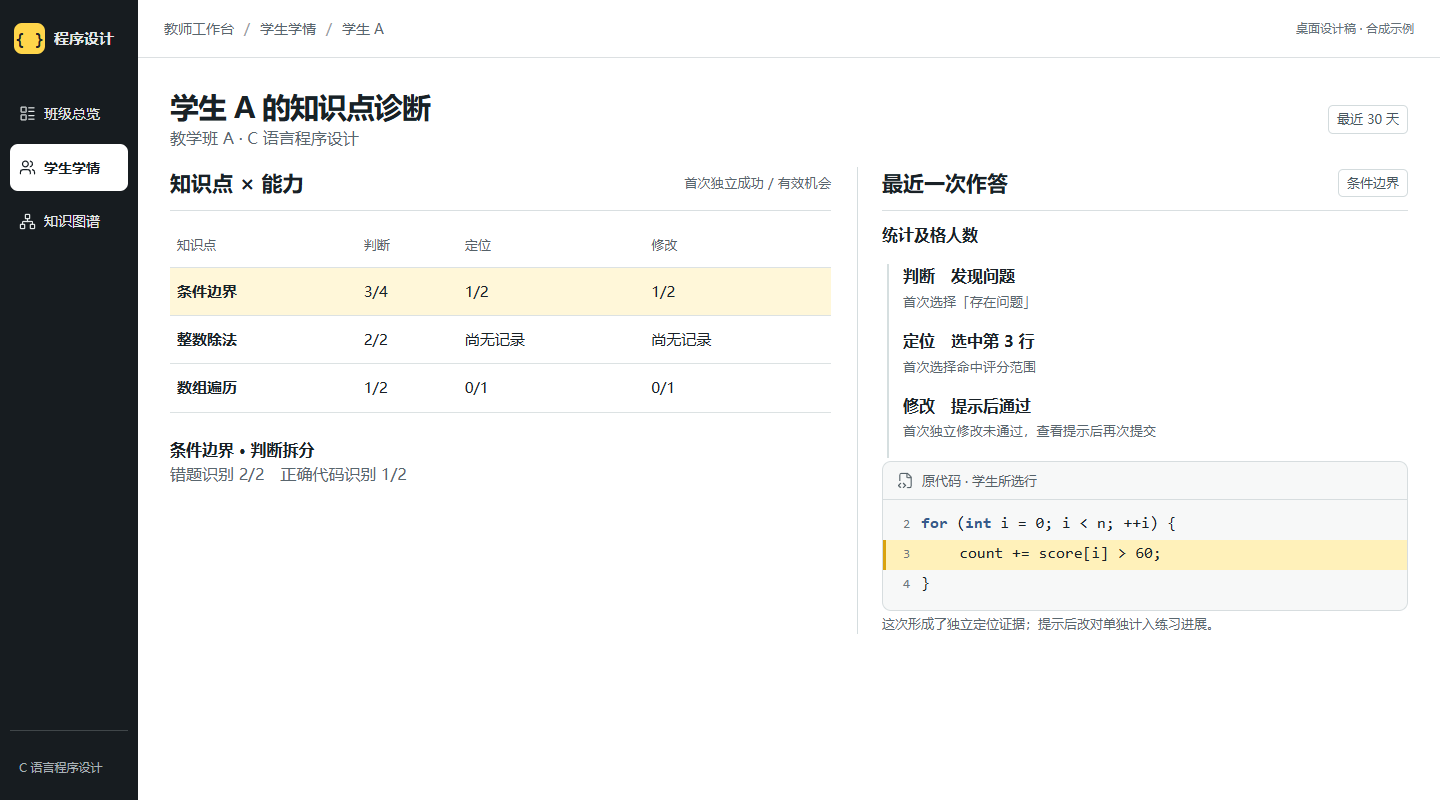 { } 程序设计
班级总览
学生学情
知识图谱
C 语言程序设计
教师工作台 / 学生学情 / 学生 A
桌面设计稿 · 合成示例
学生 A 的知识点诊断
教学班 A · C 语言程序设计
最近 30 天
知识点 × 能力
首次独立成功 / 有效机会
知识点 判断 定位 修改
条件边界 3/4 1/2 1/2
整数除法 2/2 尚无记录 尚无记录
数组遍历 1/2 0/1 0/1
条件边界 • 判断拆分
错题识别 2/2 正确代码识别 1/2
最近一次作答
条件边界
统计及格人数
判断 发现问题
首次选择「存在问题」
定位 选中第 3 行
首次选择命中评分范围
修改 提示后通过
首次独立修改未通过，查看提示后再次提交
原代码 · 学生所选行
2 for (int i = 0; i < n; ++i) {
3 count += score[i] > 60;
4 }
这次形成了独立定位证据；提示后改对单独计入练习进展。